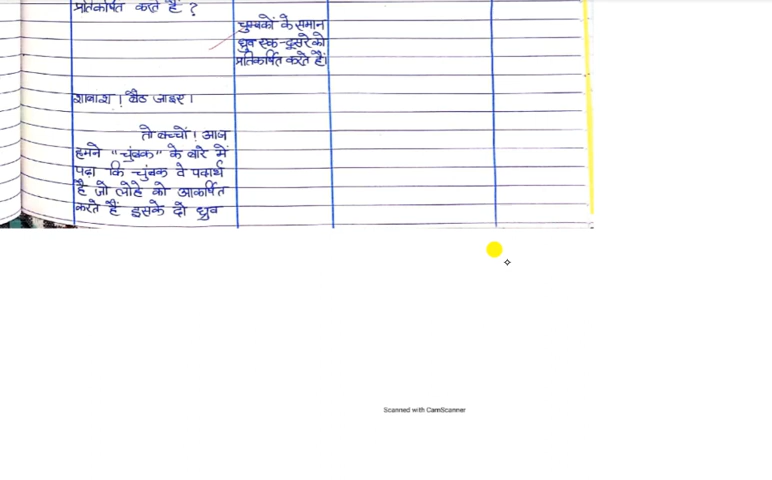 प्रतिकर्षित करते हैं ?
चुम्बकों के समान
ध्रुव एक-दूसरे को
प्रतिकर्षित करते हैं।
शाबाश ! बैठ जाइए ।
तो बच्चों ! आज
हमने "चुंबक" के बारे में
पढ़ा कि चुंबक वे पदार्थ
है जो लोहे को आकर्षित
करते हैं इसके दो ध्रुव
Scanned with CamScanner